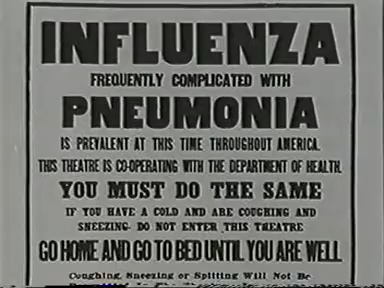 INFLUENZA
FREQUENTLY COMPLICATED WITH
PNEUMONIA
IS PREVALENT AT THIS TIME THROUGHOUT AMERICA.
THIS THEATRE IS CO-OPERATING WITH THE DEPARTMENT OF HEALTH.
YOU MUST DO THE SAME
IF YOU HAVE A COLD AND ARE COUGHING AND
SNEEZING. DO NOT ENTER THIS THEATRE
GO HOME AND GO TO BED UNTIL YOU ARE WELL
Coughing, Sneezing or Spitting Will Not Be